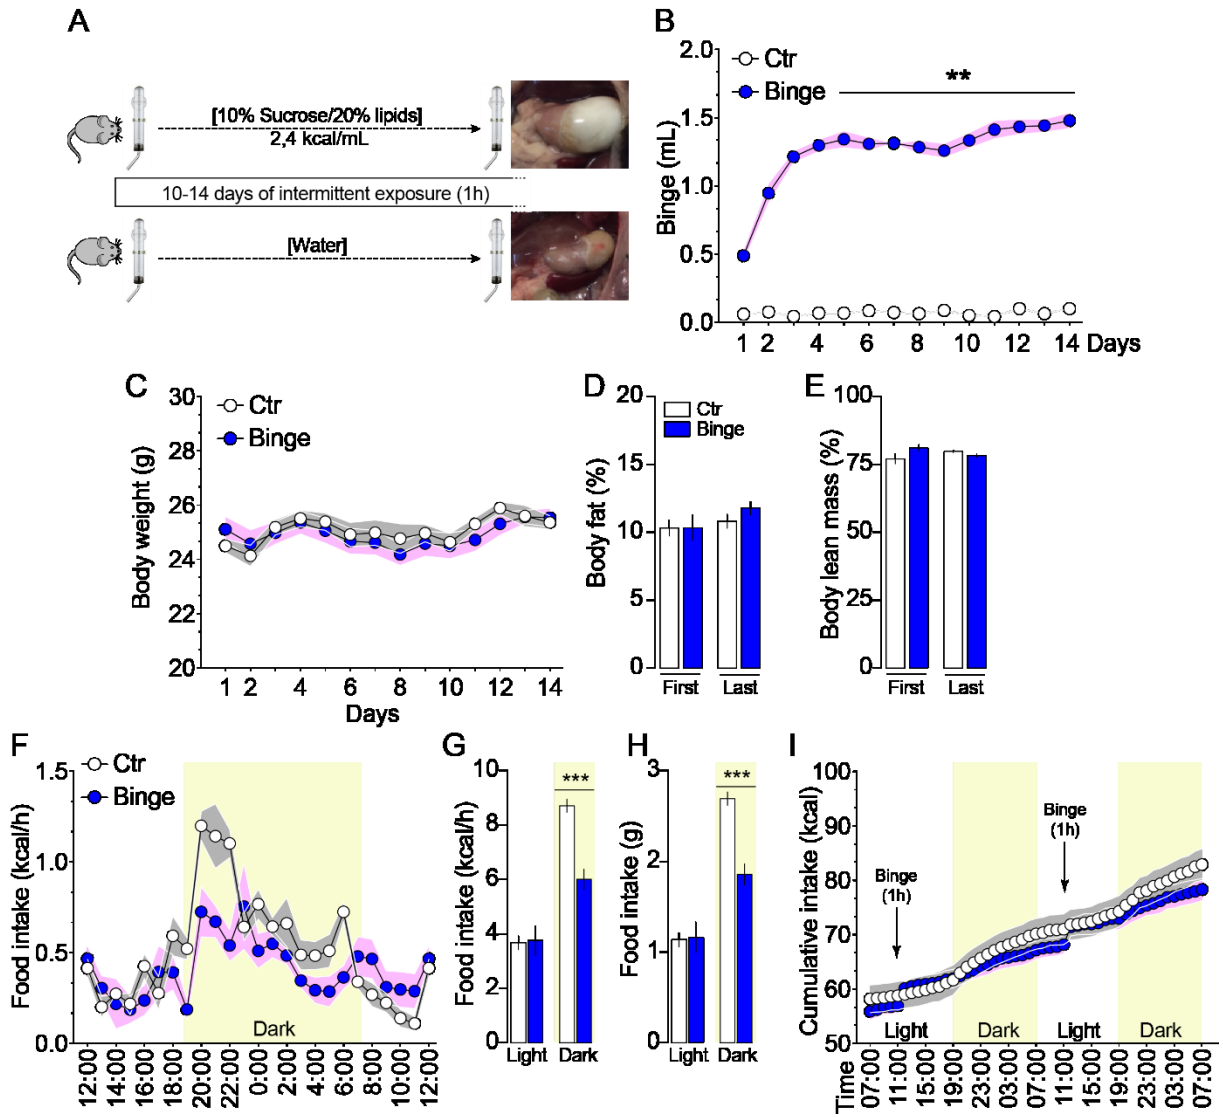 A
[10% Sucrose/20% lipids]
2,4 kcal/mL
10-14 days of intermittent exposure (1h)
[Water]
B
2.0
1.5
1.0
0.5
0.0
Binge (mL)
Ctr
Binge
**
1 2 4 6 8 10 12 14 Days
C
30
28
26
24
22
20
Body weight (g)
Ctr
Binge
1 2 4 6 8 10 12 14
Days
D
20
15
10
5
0
Body fat (%)
Ctr
Binge
First Last
E
100
75
50
25
0
Body lean mass (%)
First Last
F
Ctr
Binge
1.5
1.0
0.5
0.0
Food intake (kcal/h)
Dark
12:00 14:00 16:00 18:00 20:00 22:00 0:00 2:00 4:00 6:00 8:00 10:00 12:00
G
10
8
6
4
2
0
Food intake (kcal/h)
***
Light Dark
H
3
2
1
0
Food intake (g)
***
Light Dark
I
100
90
80
70
60
50
Cumulative intake (kcal)
Binge
(1h)
Binge
(1h)
Light Dark Light Dark
Time 07:00 11:00 15:00 19:00 23:00 03:00 07:00 11:00 15:00 19:00 23:00 03:00 07:00